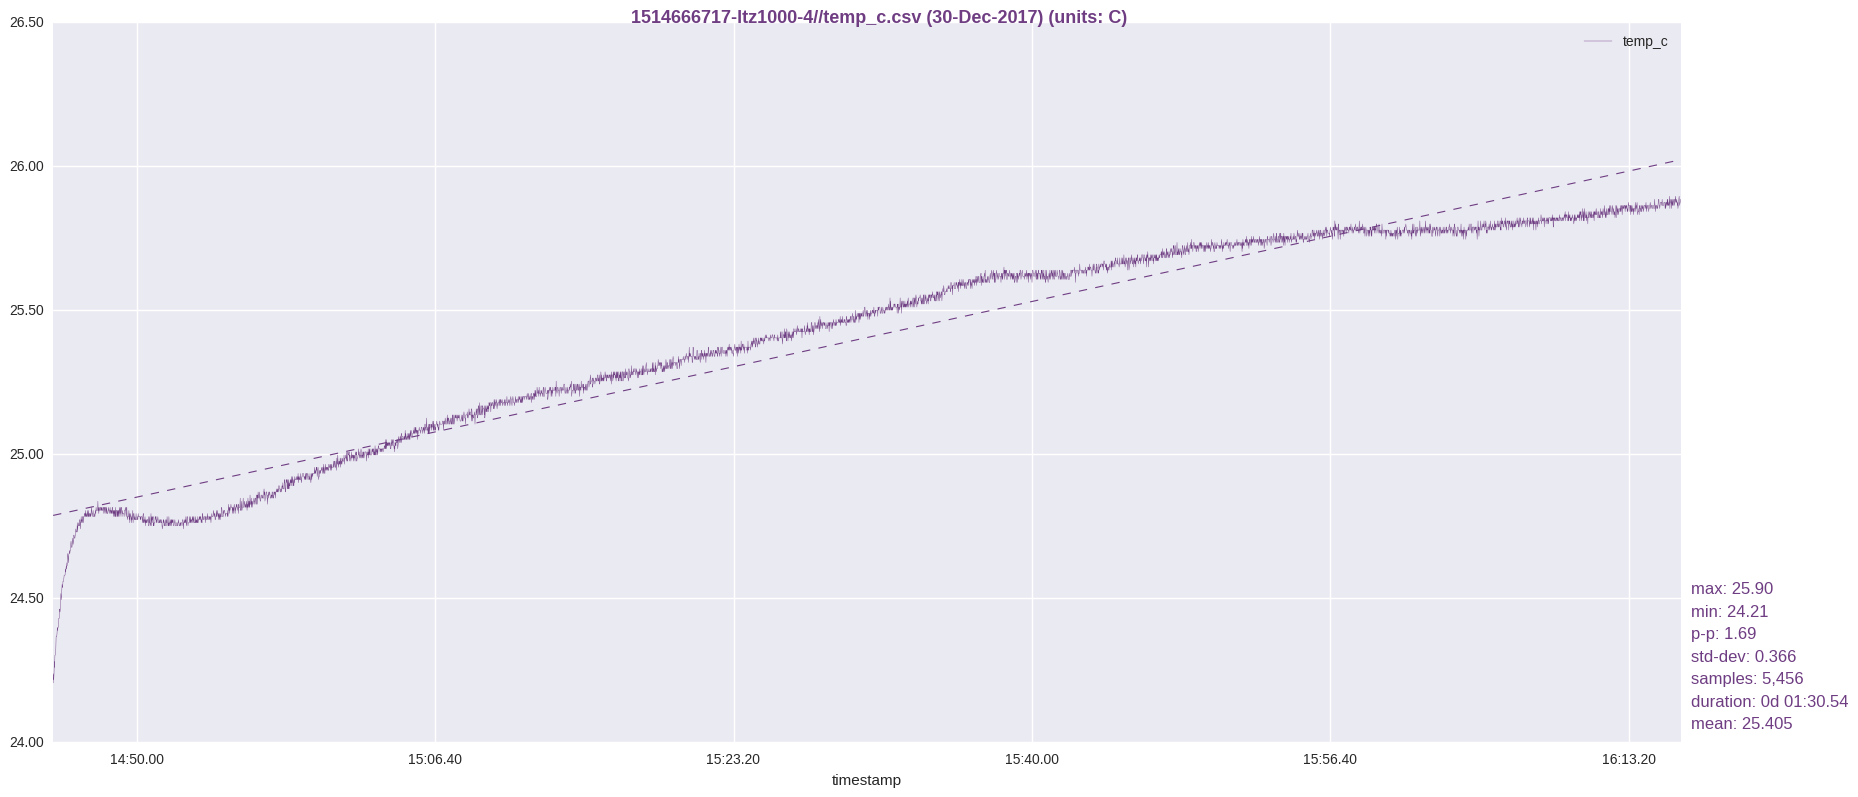 1514666717-ltz1000-4//temp_c.csv (30-Dec-2017) (units: C)
temp_c
26.50
26.00
25.50
25.00
24.50
24.00
14:50.00
15:06.40
15:23.20
15:40.00
15:56.40
16:13.20
timestamp
max: 25.90
min: 24.21
p-p: 1.69
std-dev: 0.366
samples: 5,456
duration: 0d 01:30.54
mean: 25.405